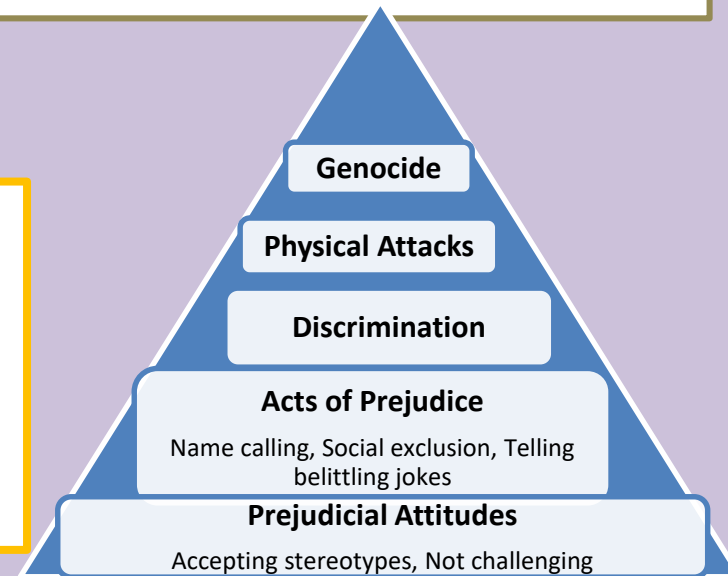 Genocide
Physical Attacks
Discrimination
Acts of Prejudice
Name calling, Social exclusion, Telling
belittling jokes
Prejudicial Attitudes
Accepting stereotypes, Not challenging